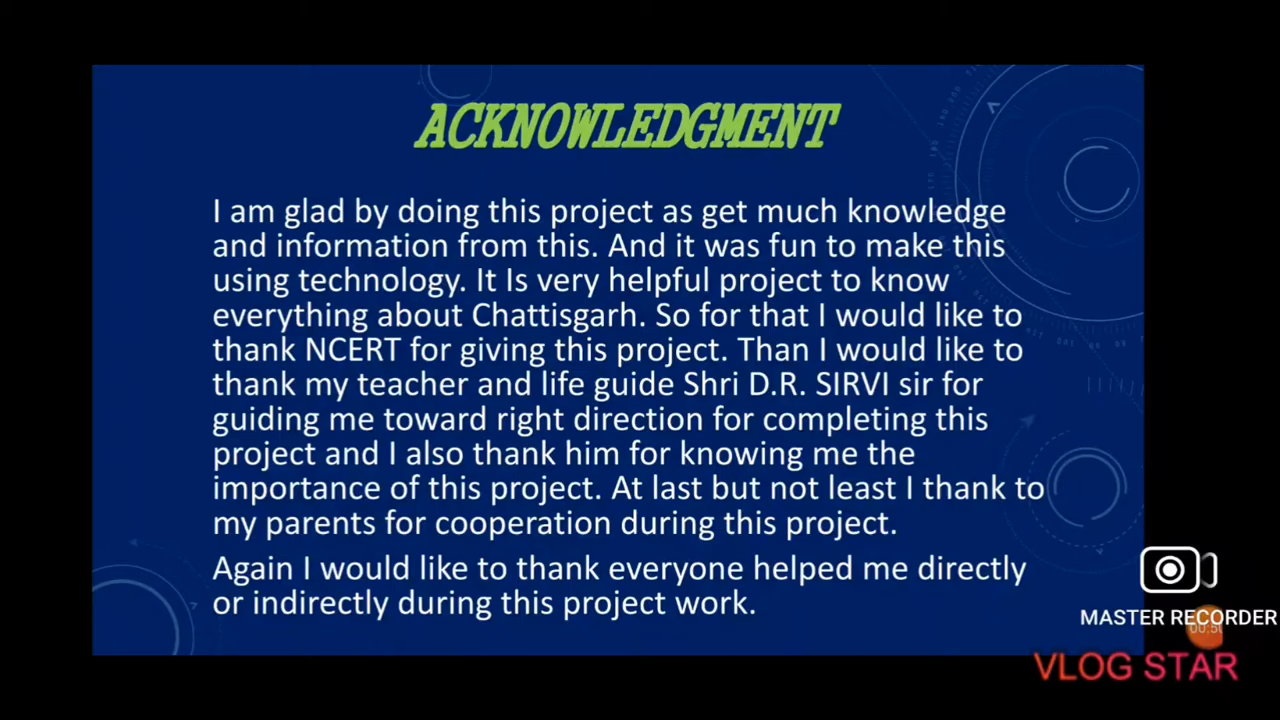 ACKNOWLEDGMENT
I am glad by doing this project as get much knowledge
and information from this. And it was fun to make this
using technology. It Is very helpful project to know
everything about Chattisgarh. So for that I would like to
thank NCERT for giving this project. Than I would like to
thank my teacher and life guide Shri D.R. SIRVI sir for
guiding me toward right direction for completing this
project and I also thank him for knowing me the
importance of this project. At last but not least I thank to
my parents for cooperation during this project.
Again I would like to thank everyone helped me directly
or indirectly during this project work.
MASTER RECORDER
VLOG STAR